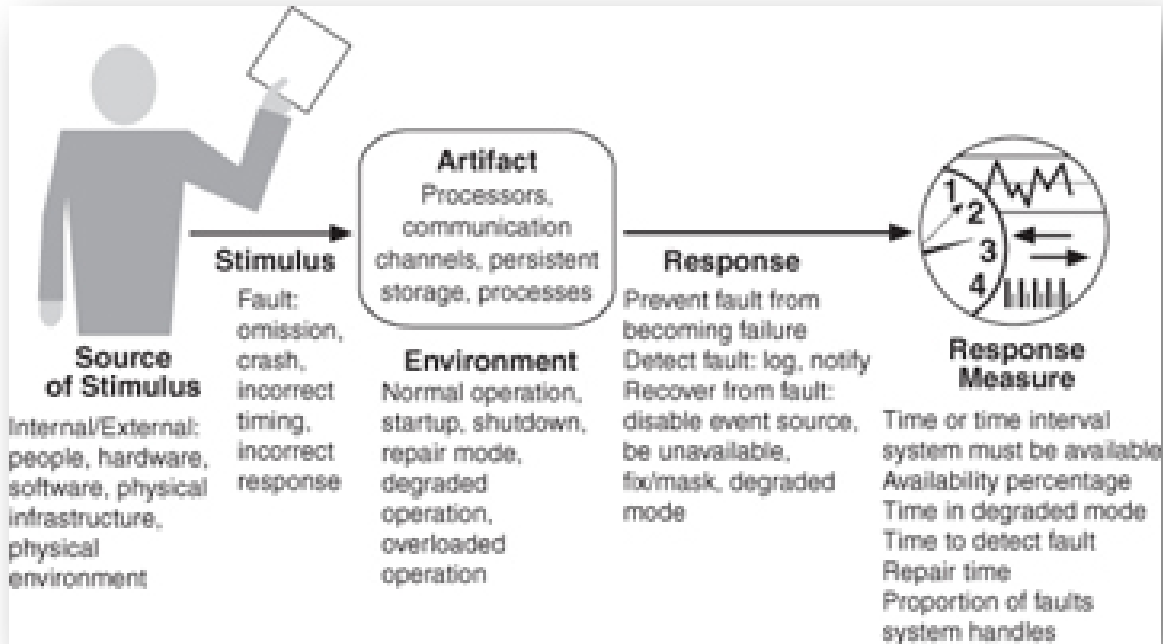 Source
of Stimulus
Internal/External:
people, hardware,
software, physical
infrastructure,
physical
environment
Stimulus
Fault:
omission,
crash,
incorrect
timing,
incorrect
response
Artifact
Processors,
communication
channels, persistent
storage, processes
Environment
Normal operation,
startup, shutdown,
repair mode,
degraded
operation,
overloaded
operation
Response
Prevent fault from
becoming failure
Detect fault: log, notify
Recover from fault:
disable event source,
be unavailable,
fix/mask, degraded
mode
1
2
3
4
Response
Measure
Time or time interval
system must be available
Availability percentage
Time in degraded mode
Time to detect fault
Repair time
Proportion of faults
system handles